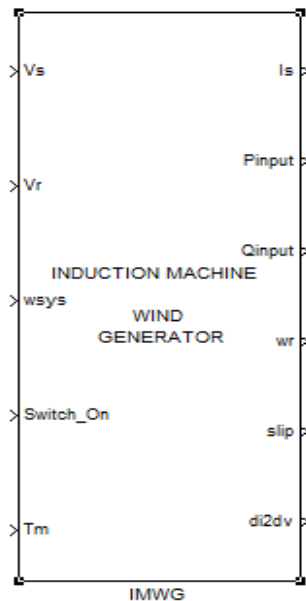 Vs
Is
Pinput
Vr
Qinput
INDUCTION MACHINE
wsys
WIND
GENERATOR
wr
Switch_On
slip
di2dv
Tm
IMWG